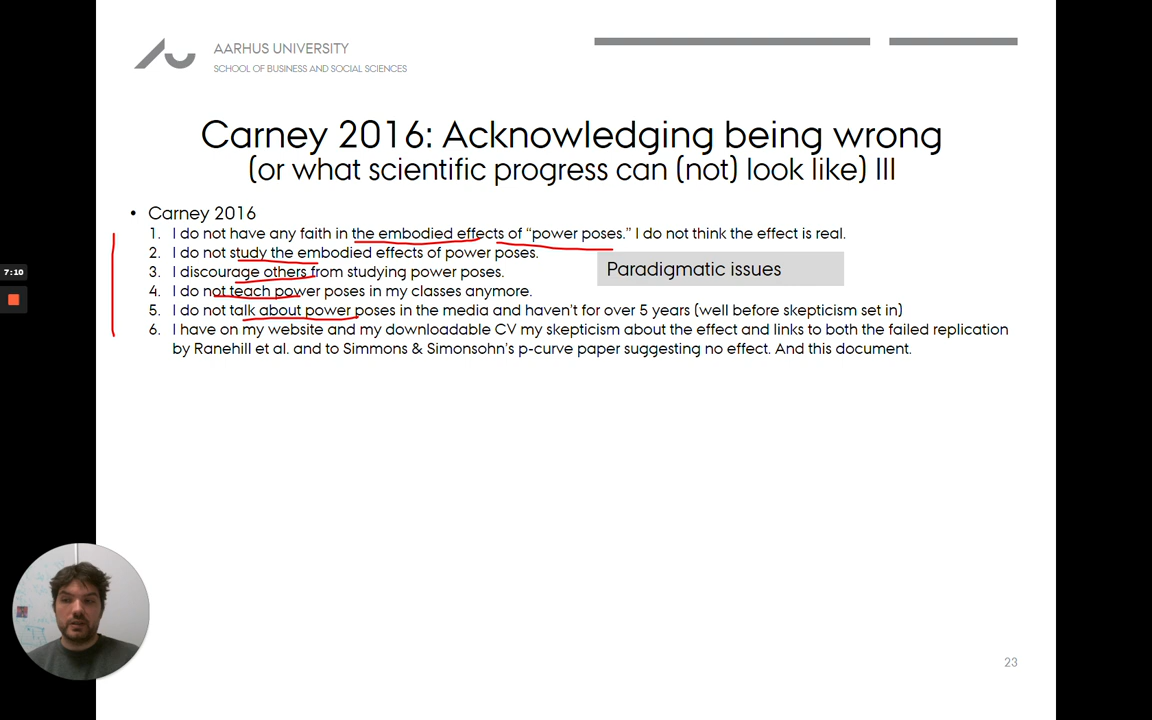 AARHUS UNIVERSITY
SCHOOL OF BUSINESS AND SOCIAL SCIENCES
Carney 2016: Acknowledging being wrong
(or what scientific progress can (not) look like) III
• Carney 2016
1. I do not have any faith in the embodied effects of “power poses.” I do not think the effect is real.
2. I do not study the embodied effects of power poses.
3. I discourage others from studying power poses.
Paradigmatic issues
4. I do not teach power poses in my classes anymore.
5. I do not talk about power poses in the media and haven’t for over 5 years (well before skepticism set in)
6. I have on my website and my downloadable CV my skepticism about the effect and links to both the failed replication
by Ranehill et al. and to Simmons & Simonsohn’s p-curve paper suggesting no effect. And this document.
7:10
23